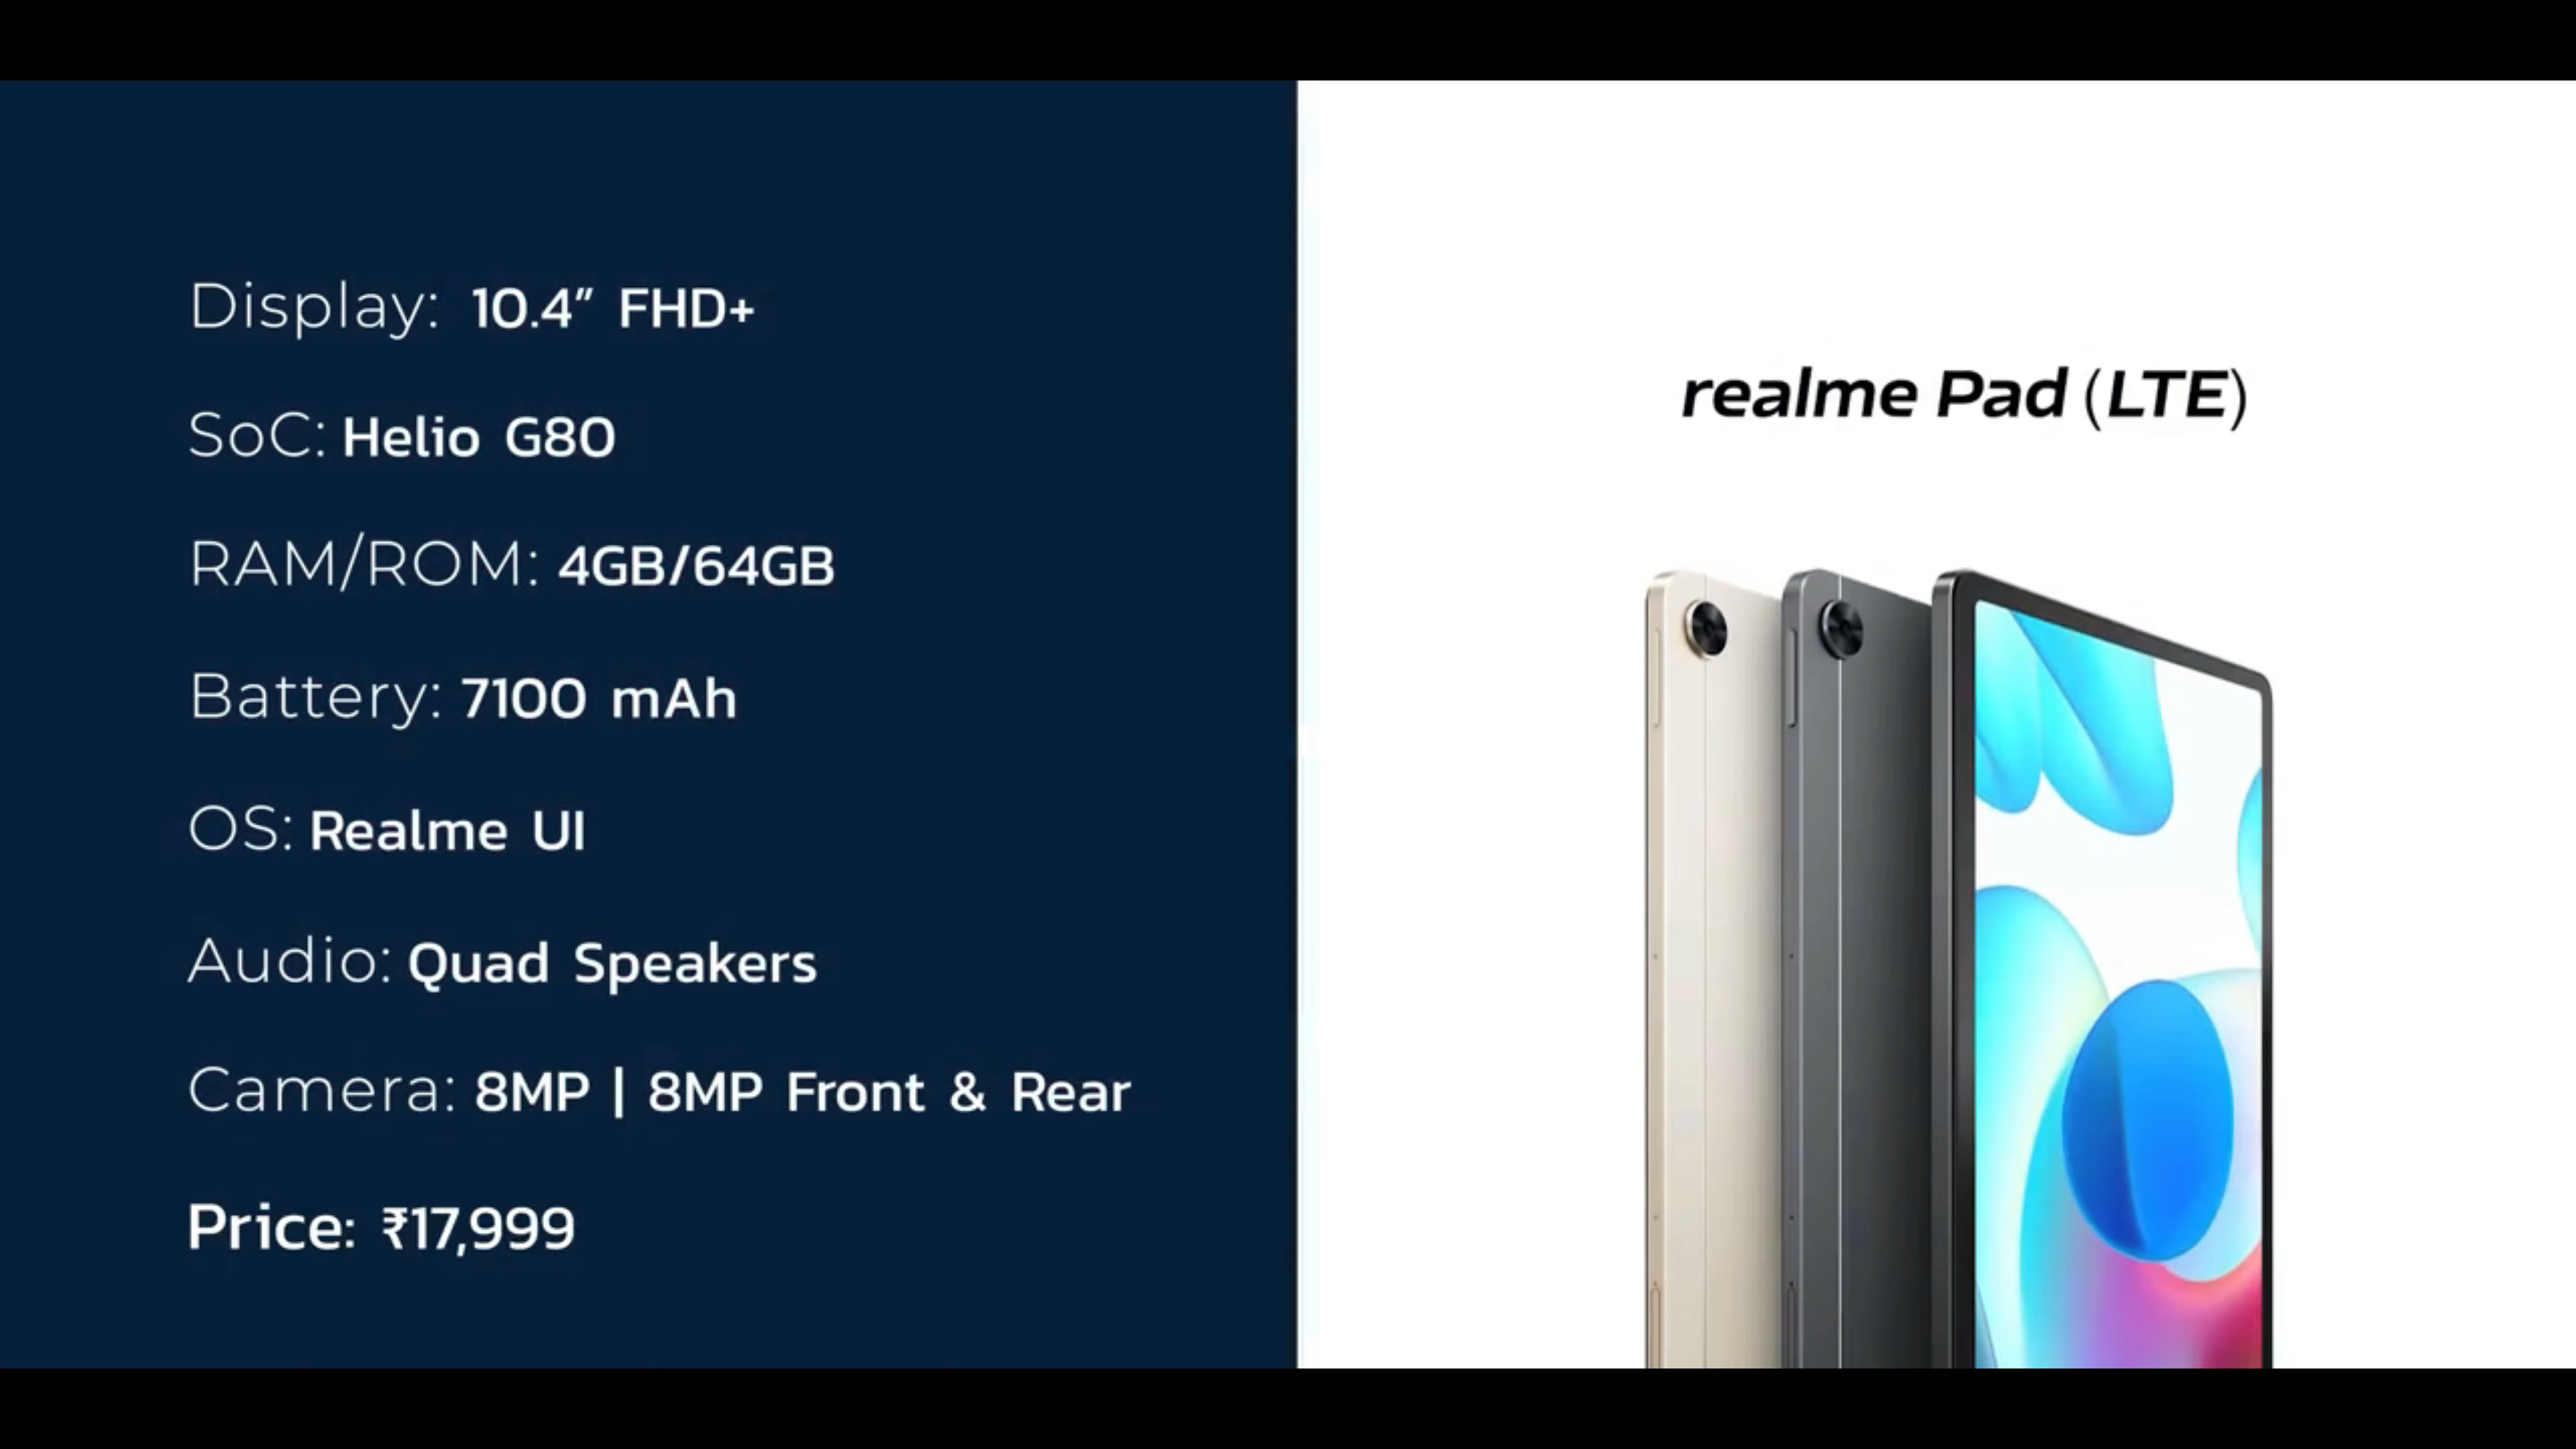 Display: 10.4” FHD+
SoC: Helio G80
RAM/ROM: 4GB/64GB
Battery: 7100 mAh
OS: Realme UI
Audio: Quad Speakers
Camera: 8MP | 8MP Front & Rear
Price: ₹17,999
realme Pad (LTE)